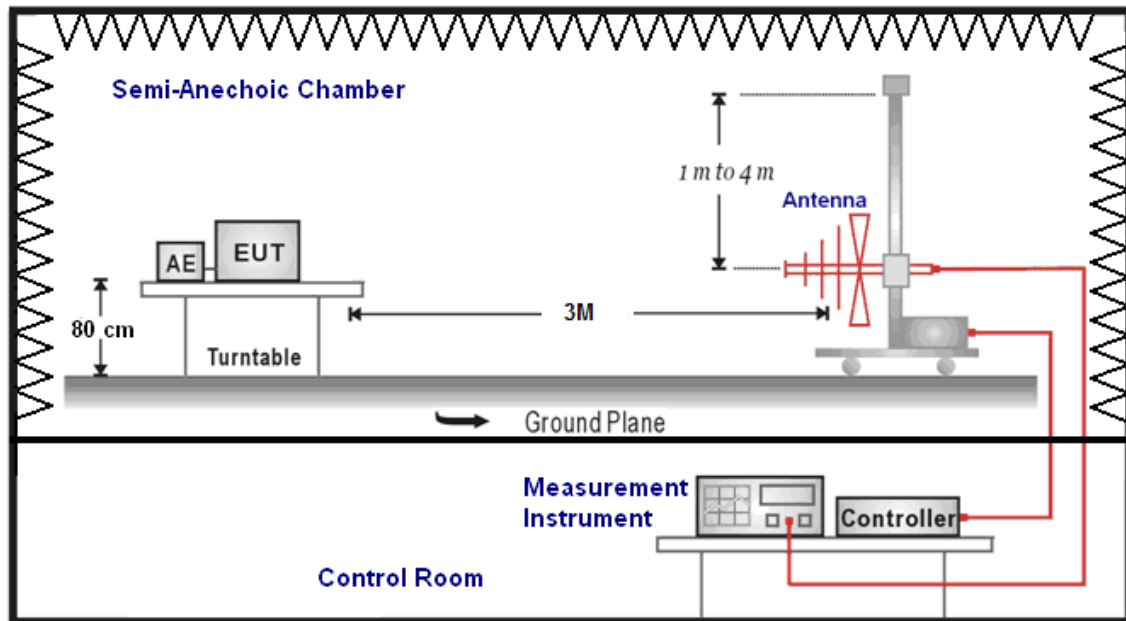 Semi-Anechoic Chamber
1 m to 4 m
Antenna
AE
EUT
80 cm
3M
Turntable
Ground Plane
Measurement
Instrument
Controller
Control Room